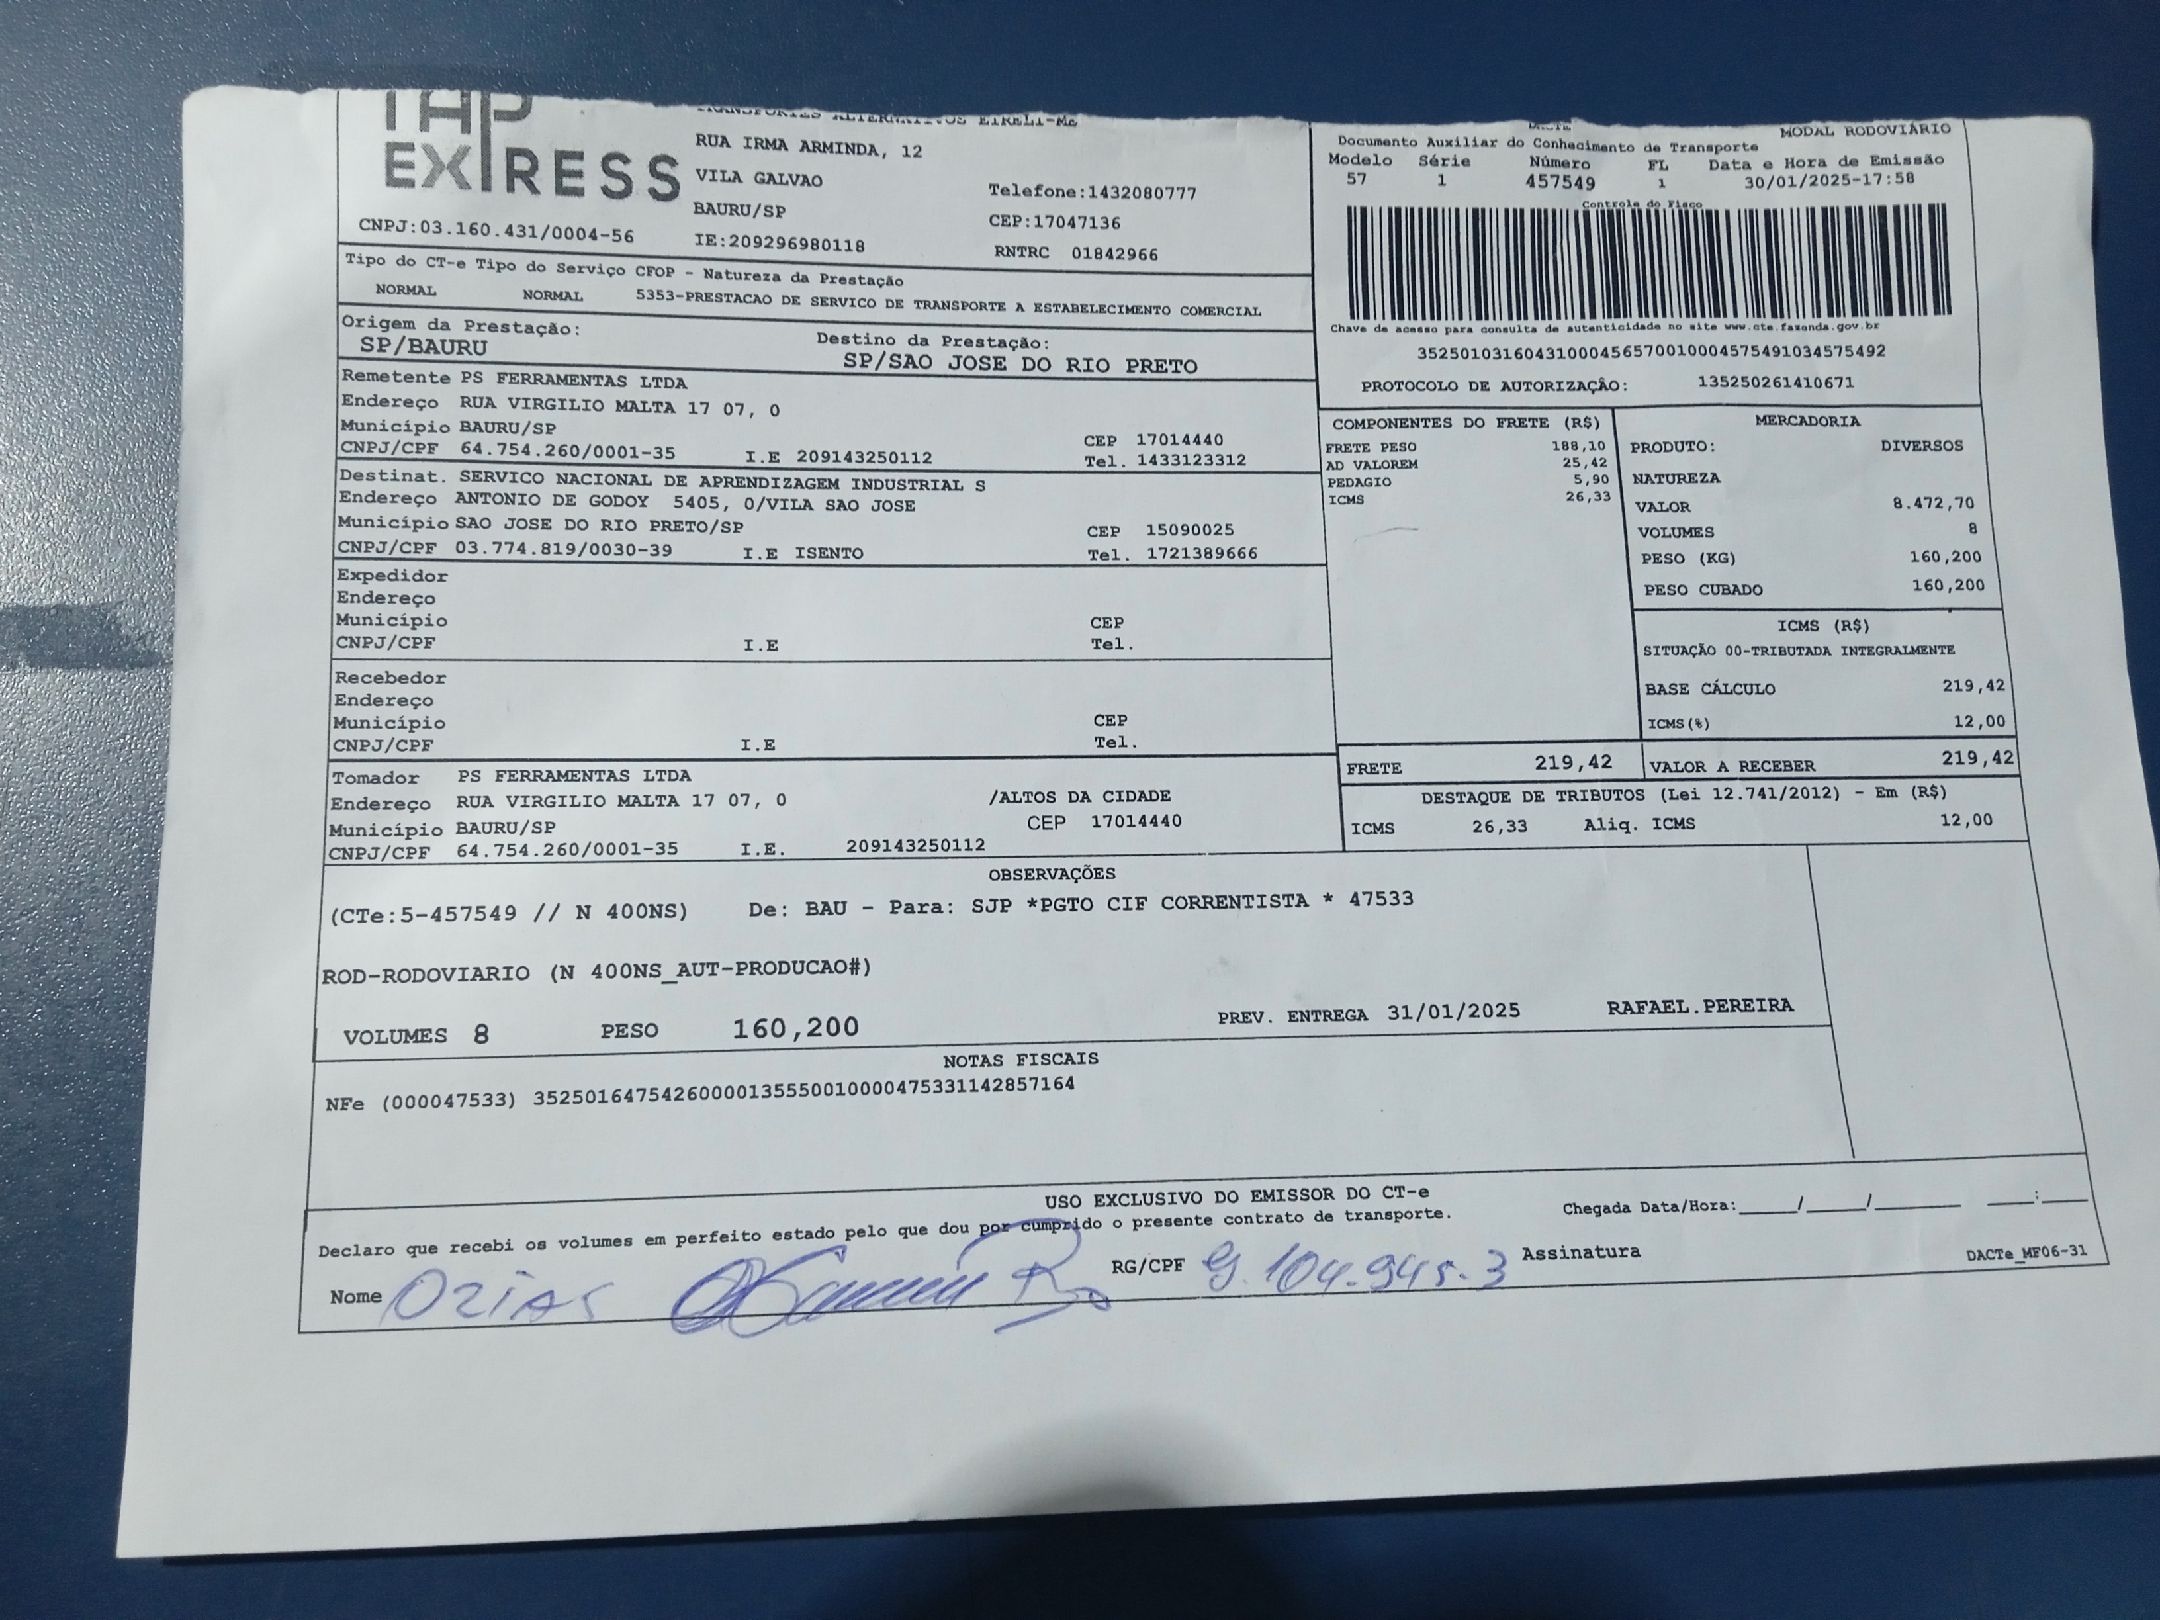 TAP
EXPRESS
TRANSPORTES ALTERNATIVOS EIRELI-Me
RUA IRMA ARMINDA, 12
VILA GALVAO
Telefone:1432080777
BAURU/SP
CEP:17047136
CNPJ:03.160.431/0004-56
IE:209296980118
RNTRC 01842966
DACTE
MODAL RODOVIÁRIO
Documento Auxiliar do Conhecimento de Transporte
Modelo Série Número FL Data e Hora de Emissão
57 1 457549 1 30/01/2025-17:58
Controle do Fisco
Chave de acesso para consulta de autenticidade no site www.cte.fazenda.gov.br
35250103160431000456570010004575491034575492
PROTOCOLO DE AUTORIZAÇÃO: 135250261410671
Tipo do CT-e Tipo do Serviço CFOP - Natureza da Prestação
NORMAL NORMAL 5353-PRESTACAO DE SERVICO DE TRANSPORTE A ESTABELECIMENTO COMERCIAL
Origem da Prestação: Destino da Prestação:
SP/BAURU SP/SAO JOSE DO RIO PRETO
Remetente PS FERRAMENTAS LTDA
Endereço RUA VIRGILIO MALTA 17 07, 0
Município BAURU/SP CEP 17014440
CNPJ/CPF 64.754.260/0001-35 I.E 209143250112 Tel. 1433123312
Destinat. SERVICO NACIONAL DE APRENDIZAGEM INDUSTRIAL S
Endereço ANTONIO DE GODOY 5405, 0/VILA SAO JOSE
Município SAO JOSE DO RIO PRETO/SP CEP 15090025
CNPJ/CPF 03.774.819/0030-39 I.E ISENTO Tel. 1721389666
Expedidor
Endereço
Município CEP
CNPJ/CPF I.E Tel.
Recebedor
Endereço
Município CEP
CNPJ/CPF I.E Tel.
Tomador PS FERRAMENTAS LTDA
Endereço RUA VIRGILIO MALTA 17 07, 0 /ALTOS DA CIDADE
Município BAURU/SP CEP 17014440
CNPJ/CPF 64.754.260/0001-35 I.E. 209143250112
COMPONENTES DO FRETE (R$)
FRETE PESO 188,10
AD VALOREM 25,42
PEDAGIO 5,90
ICMS 26,33
MERCADORIA
PRODUTO: DIVERSOS
NATUREZA
VALOR 8.472,70
VOLUMES 8
PESO (KG) 160,200
PESO CUBADO 160,200
ICMS (R$)
SITUAÇÃO 00-TRIBUTADA INTEGRALMENTE
BASE CÁLCULO 219,42
ICMS(%) 12,00
FRETE 219,42 VALOR A RECEBER 219,42
DESTAQUE DE TRIBUTOS (Lei 12.741/2012) - Em (R$)
ICMS 26,33 Aliq. ICMS 12,00
OBSERVAÇÕES
(CTe:5-457549 // N 400NS) De: BAU - Para: SJP *PGTO CIF CORRENTISTA * 47533
ROD-RODOVIARIO (N 400NS_AUT-PRODUCAO#)
VOLUMES 8 PESO 160,200 PREV. ENTREGA 31/01/2025 RAFAEL.PEREIRA
NOTAS FISCAIS
NFe (000047533) 35250164754260000135550010000475331142857164
USO EXCLUSIVO DO EMISSOR DO CT-e
Declaro que recebi os volumes em perfeito estado pelo que dou por cumprido o presente contrato de transporte.
Chegada Data/Hora:_____/_____/_______ ____:____
Nome OZIAS RG/CPF 9.104.945-3 Assinatura
DACTe_MF06-31